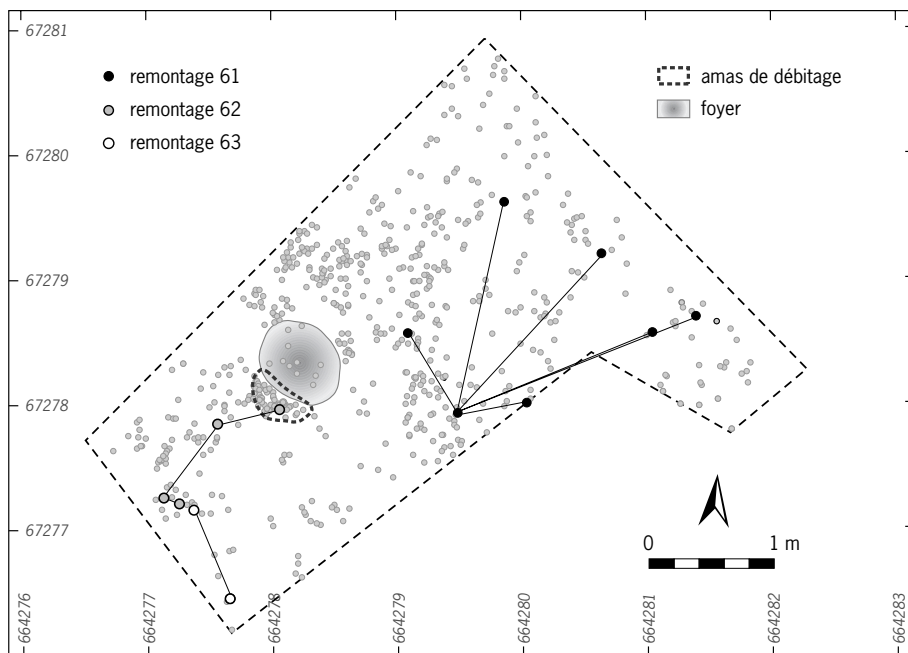 67281
remontage 61
remontage 62
remontage 63
amas de débitage
foyer
67280
67279
67278
67277
0 1 m
664276
664277
664278
664279
664280
664281
664282
664283